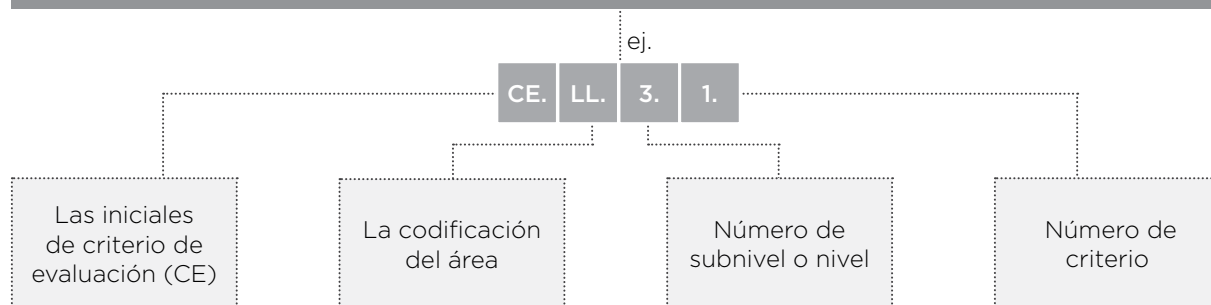 ej.
CE. LL. 3. 1.
Las iniciales
de criterio de
evaluación (CE)
La codificación
del área
Número de
subnivel o nivel
Número de
criterio